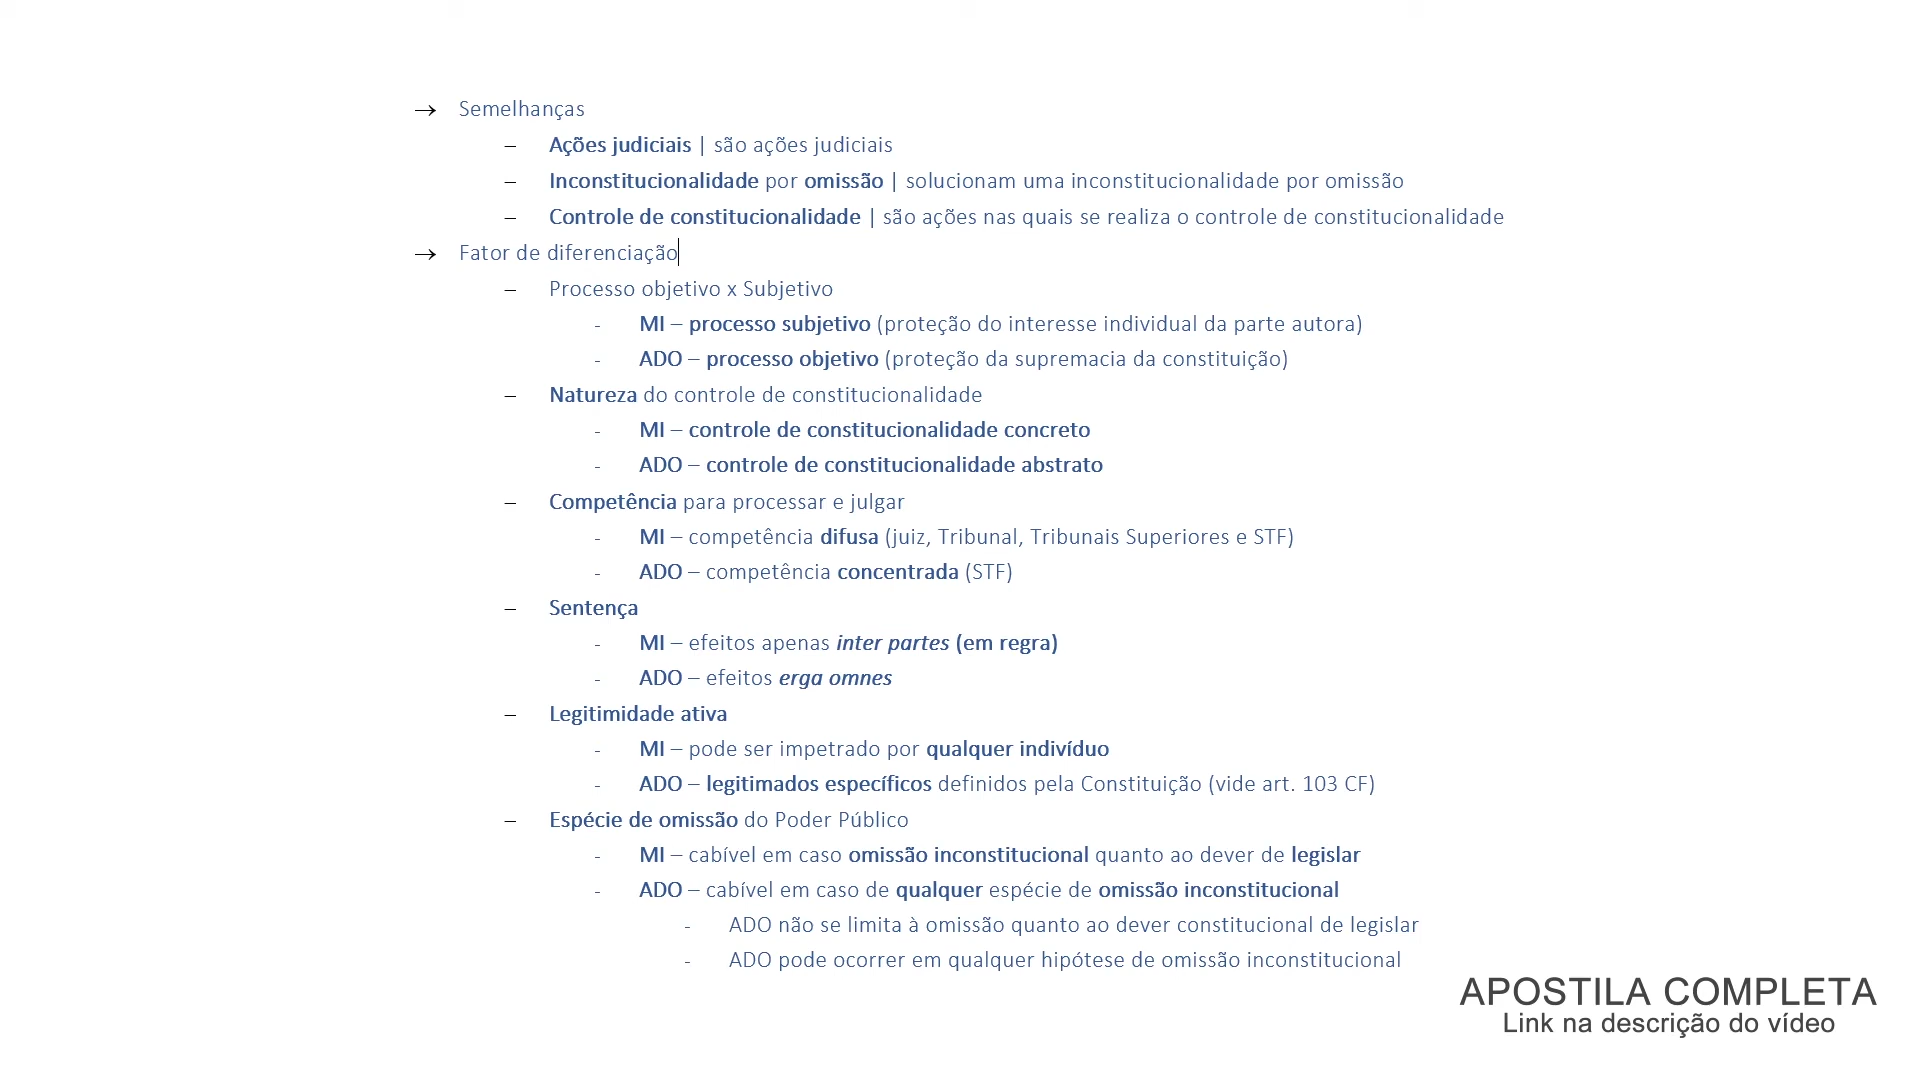 → Semelhanças
– Ações judiciais | são ações judiciais
– Inconstitucionalidade por omissão | solucionam uma inconstitucionalidade por omissão
– Controle de constitucionalidade | são ações nas quais se realiza o controle de constitucionalidade
→ Fator de diferenciação
– Processo objetivo x Subjetivo
- MI – processo subjetivo (proteção do interesse individual da parte autora)
- ADO – processo objetivo (proteção da supremacia da constituição)
– Natureza do controle de constitucionalidade
- MI – controle de constitucionalidade concreto
- ADO – controle de constitucionalidade abstrato
– Competência para processar e julgar
- MI – competência difusa (juiz, Tribunal, Tribunais Superiores e STF)
- ADO – competência concentrada (STF)
– Sentença
- MI – efeitos apenas inter partes (em regra)
- ADO – efeitos erga omnes
– Legitimidade ativa
- MI – pode ser impetrado por qualquer indivíduo
- ADO – legitimados específicos definidos pela Constituição (vide art. 103 CF)
– Espécie de omissão do Poder Público
- MI – cabível em caso omissão inconstitucional quanto ao dever de legislar
- ADO – cabível em caso de qualquer espécie de omissão inconstitucional
- ADO não se limita à omissão quanto ao dever constitucional de legislar
- ADO pode ocorrer em qualquer hipótese de omissão inconstitucional
APOSTILA COMPLETA
Link na descrição do vídeo